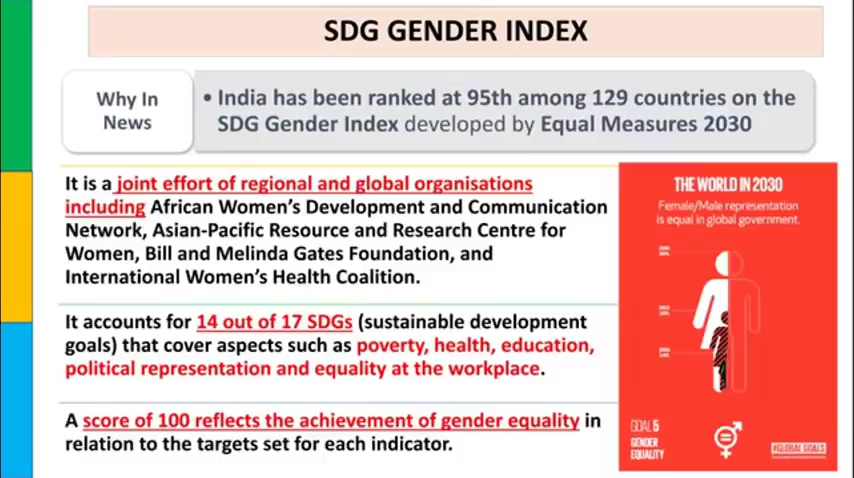 SDG GENDER INDEX
Why In
News
• India has been ranked at 95th among 129 countries on the
SDG Gender Index developed by Equal Measures 2030
It is a joint effort of regional and global organisations
including African Women's Development and Communication
Network, Asian-Pacific Resource and Research Centre for
Women, Bill and Melinda Gates Foundation, and
International Women's Health Coalition.
It accounts for 14 out of 17 SDGs (sustainable development
goals) that cover aspects such as poverty, health, education,
political representation and equality at the workplace.
A score of 100 reflects the achievement of gender equality in
relation to the targets set for each indicator.
THE WORLD IN 2030
Female/Male representation
is equal in global government.
GOAL 5
GENDER
EQUALITY
#GLOBAL GOALS